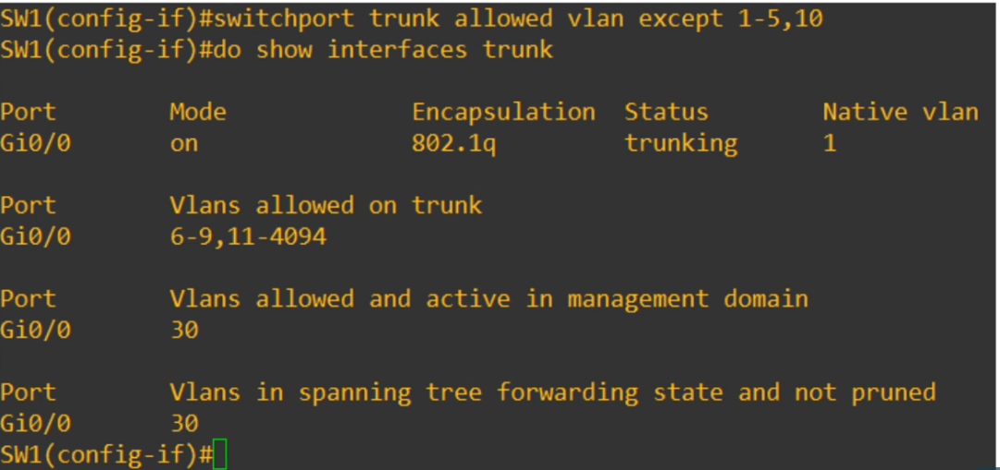 SW1(config-if)#switchport trunk allowed vlan except 1-5,10
SW1(config-if)#do show interfaces trunk
Port Mode Encapsulation Status Native vlan
Gi0/0 on 802.1q trunking 1
Port Vlans allowed on trunk
Gi0/0 6-9,11-4094
Port Vlans allowed and active in management domain
Gi0/0 30
Port Vlans in spanning tree forwarding state and not pruned
Gi0/0 30
SW1(config-if)#